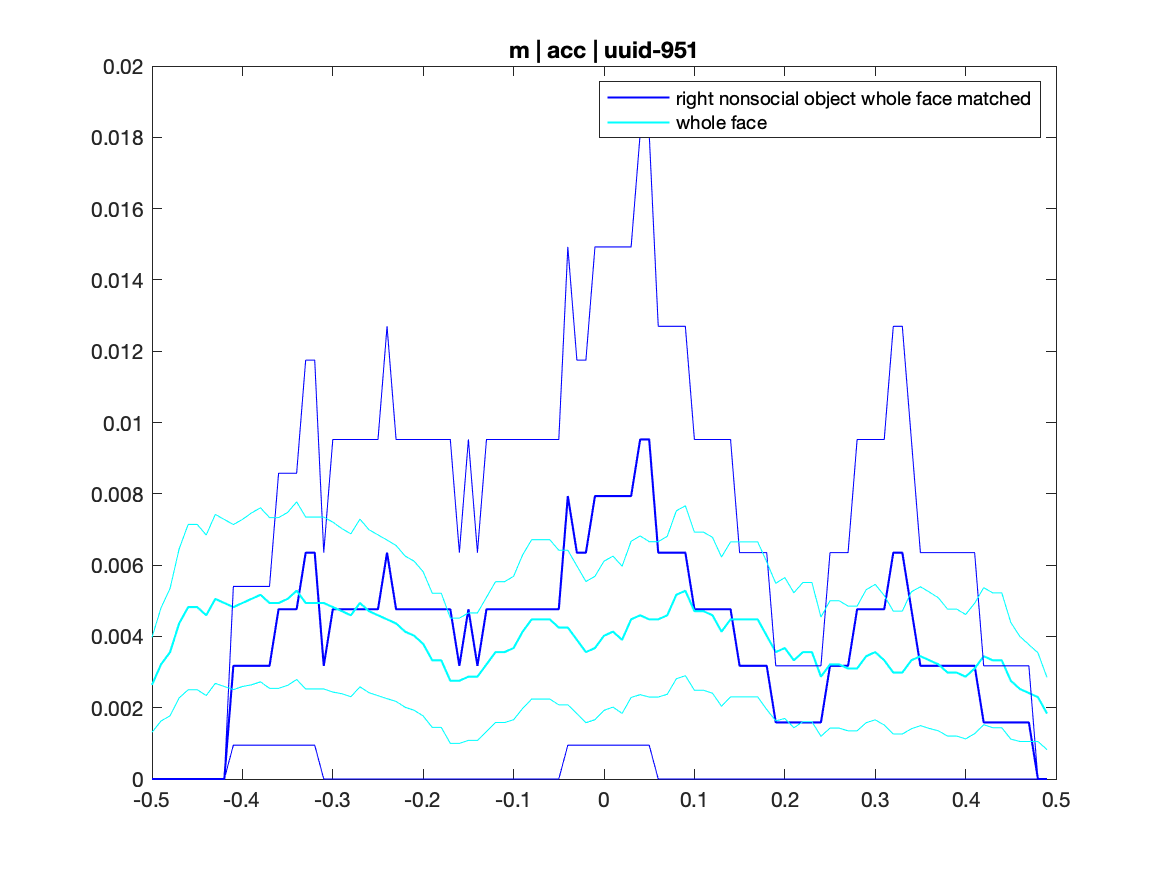 m | acc | uuid-951
right nonsocial object whole face matched
whole face
0.02
0.018
0.016
0.014
0.012
0.01
0.008
0.006
0.004
0.002
0
-0.5 -0.4 -0.3 -0.2 -0.1 0 0.1 0.2 0.3 0.4 0.5